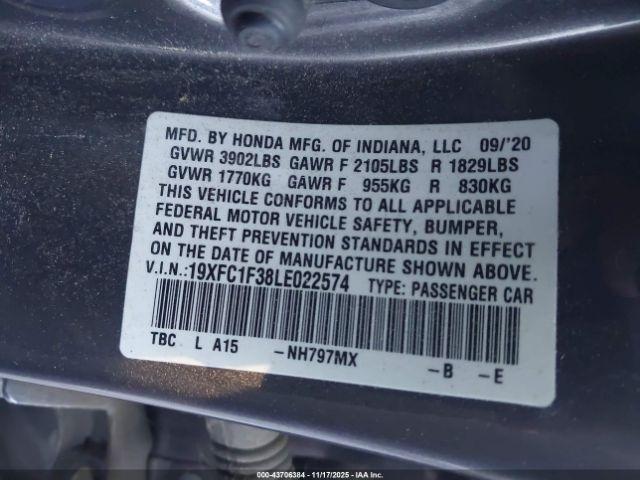 MFD. BY HONDA MFG. OF INDIANA, LLC 09/'20
GVWR 3902LBS GAWR F 2105LBS R 1829LBS
GVWR 1770KG GAWR F 955KG R 830KG
THIS VEHICLE CONFORMS TO ALL APPLICABLE
FEDERAL MOTOR VEHICLE SAFETY, BUMPER,
AND THEFT PREVENTION STANDARDS IN EFFECT
ON THE DATE OF MANUFACTURE SHOWN ABOVE.
V.I.N.: 19XFC1F38LE022574 TYPE: PASSENGER CAR
TBC L A15 -NH797MX -B -E
000-43706384 - 11/17/2025 - IAA Inc.